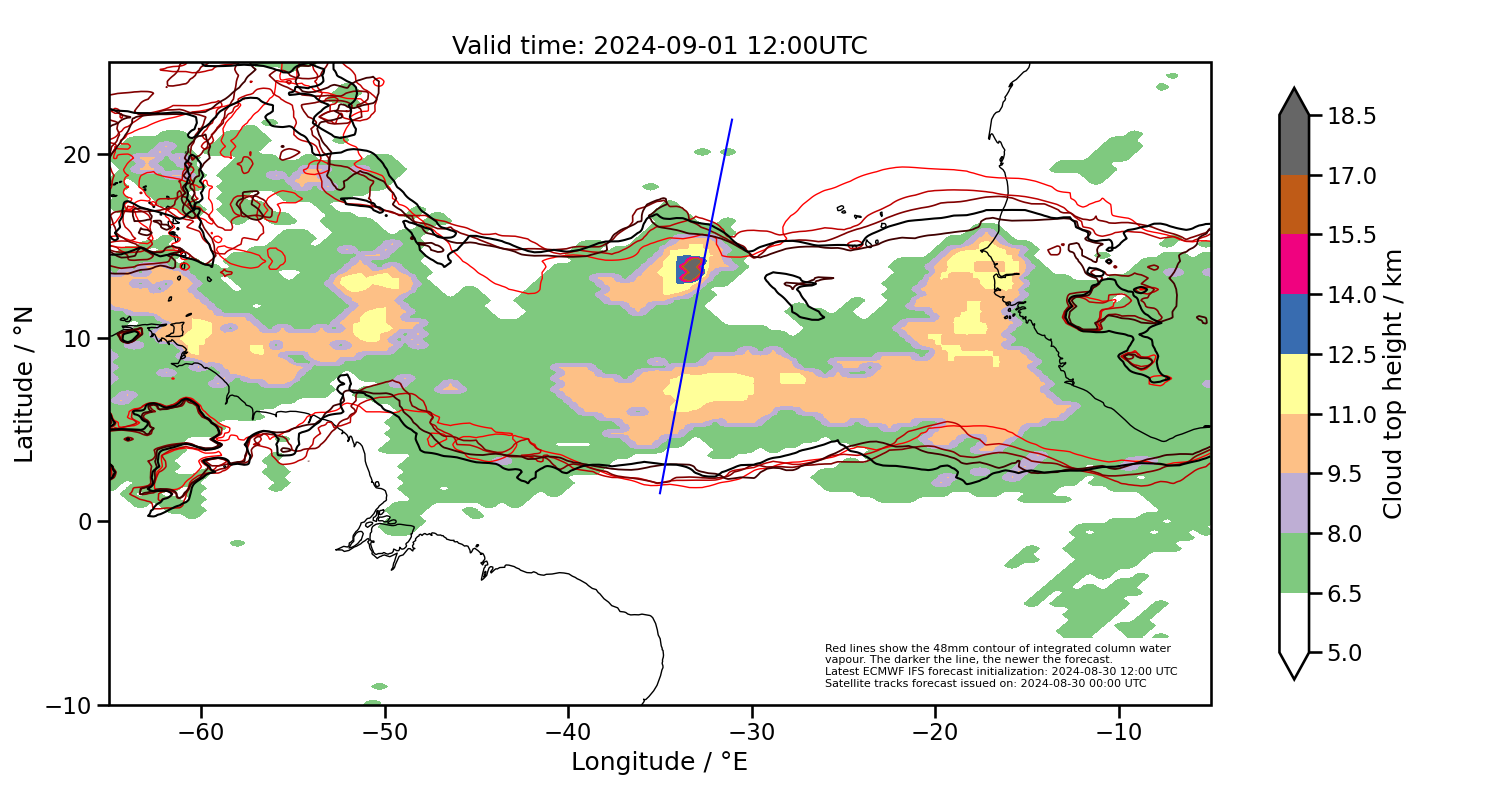 Valid time: 2024-09-01 12:00UTC
Latitude / °N
20
10
0
−10
−60
−50
−40
−30
−20
−10
Longitude / °E
Red lines show the 48mm contour of integrated column water
vapour. The darker the line, the newer the forecast.
Latest ECMWF IFS forecast initialization: 2024-08-30 12:00 UTC
Satellite tracks forecast issued on: 2024-08-30 00:00 UTC
18.5
17.0
15.5
14.0
12.5
11.0
9.5
8.0
6.5
5.0
Cloud top height / km